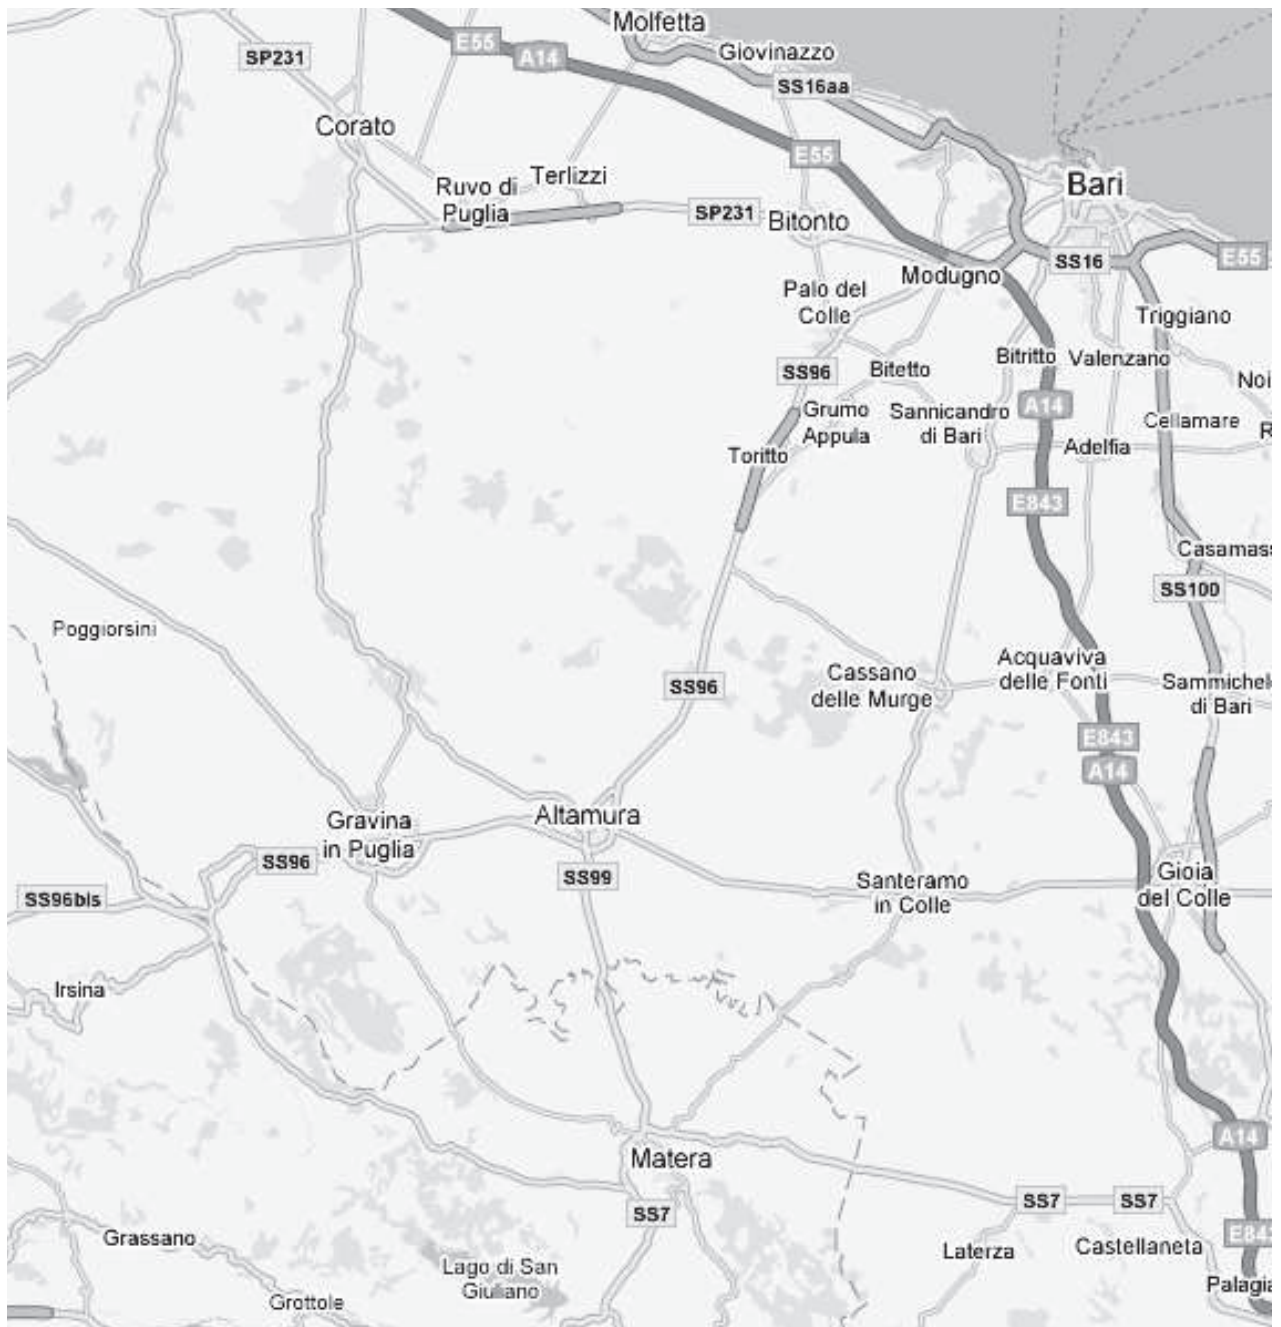 Molfetta
E55
A14
Giovinazzo
SP231
SS16aa
Corato
E55
Ruvo di
Puglia
Terlizzi
SP231
Bitonto
Bari
Modugno
SS16
E55
Palo del
Colle
Triggiano
SS96
Bitetto
Bitritto
Valenzano
Noi
Grumo
Appula
Sannicandro
di Bari
A14
Cellamare
R
Toritto
Adelfia
E843
Casamass
SS100
Poggiorsini
SS96
Cassano
delle Murge
Acquaviva
delle Fonti
Sammichele
di Bari
E843
A14
Gravina
in Puglia
Altamura
SS96
SS99
Santeramo
in Colle
Gioia
del Colle
SS96bis
Irsina
Matera
A14
SS7
SS7
SS7
E843
Grassano
Laterza
Castellaneta
Lago di San
Giuliano
Palagia
Grottole